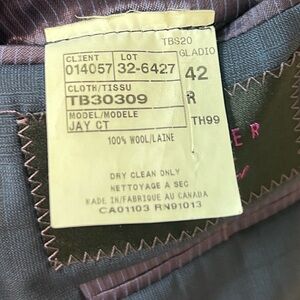 TBS20
GLADIO
CLIENT LOT
014057 32-6427 42
CLOTH/TISSU
TB30309 R
MODEL/MODELE
JAY CT TH99
100% WOOL/LAINE
DRY CLEAN ONLY
NETTOYAGE A SEC
MADE IN/FABRIQUE AU CANADA
CA01103 RN91013
E R